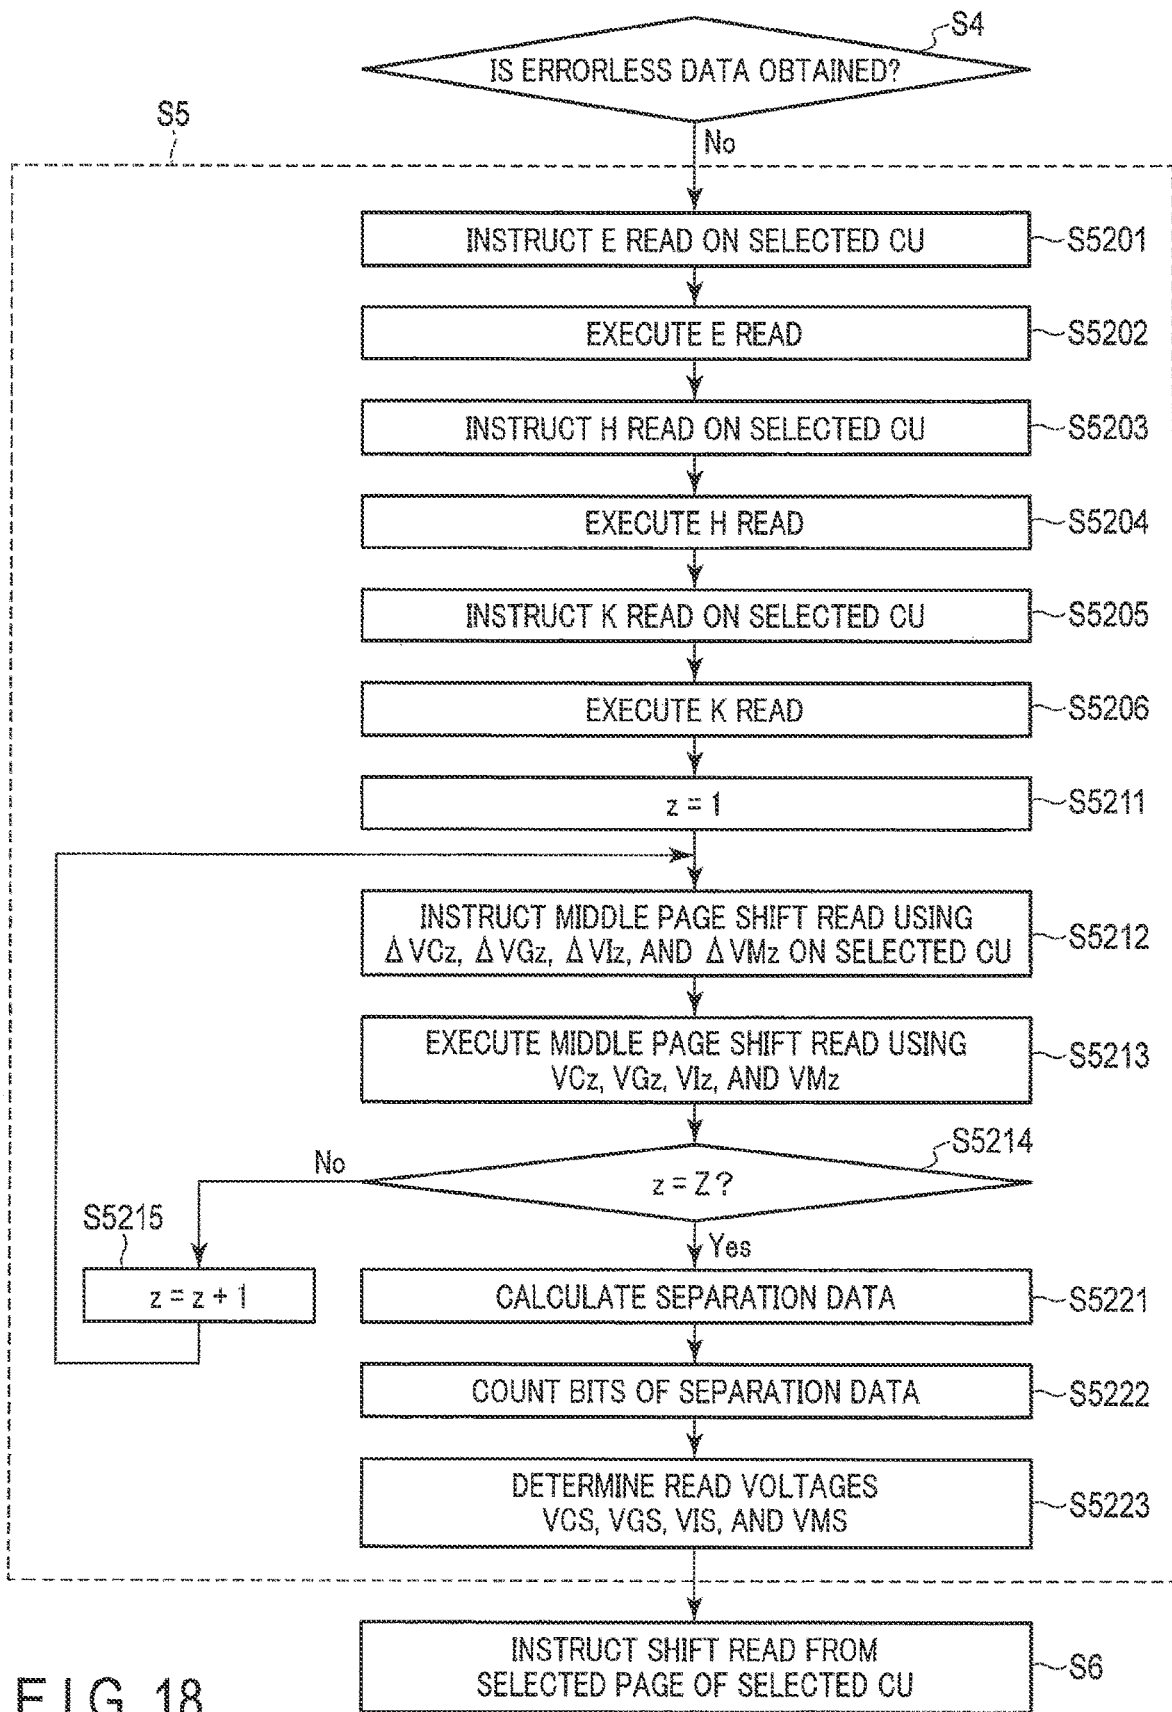 S4
IS ERRORLESS DATA OBTAINED?
S5
No
INSTRUCT E READ ON SELECTED CU
S5201
EXECUTE E READ
S5202
INSTRUCT H READ ON SELECTED CU
S5203
EXECUTE H READ
S5204
INSTRUCT K READ ON SELECTED CU
S5205
EXECUTE K READ
S5206
z = 1
S5211
INSTRUCT MIDDLE PAGE SHIFT READ USING
ΔVCz, ΔVGz, ΔVIz, AND ΔVMz ON SELECTED CU
S5212
EXECUTE MIDDLE PAGE SHIFT READ USING
VCz, VGz, VIz, AND VMz
S5213
S5214
No
z = Z?
S5215
Yes
z = z + 1
CALCULATE SEPARATION DATA
S5221
COUNT BITS OF SEPARATION DATA
S5222
DETERMINE READ VOLTAGES
VCS, VGS, VIS, AND VMS
S5223
INSTRUCT SHIFT READ FROM
SELECTED PAGE OF SELECTED CU
S6
FIG. 18